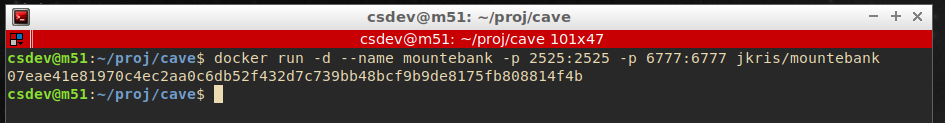 csdev@m51: ~/proj/cave
csdev@m51: ~/proj/cave 101x47
csdev@m51:~/proj/cave$ docker run -d --name mountebank -p 2525:2525 -p 6777:6777 jkris/mountebank
07eae41e81970c4ec2aa0c6db52f432d7c739bb48bcf9b9de8175fb808814f4b
csdev@m51:~/proj/cave$